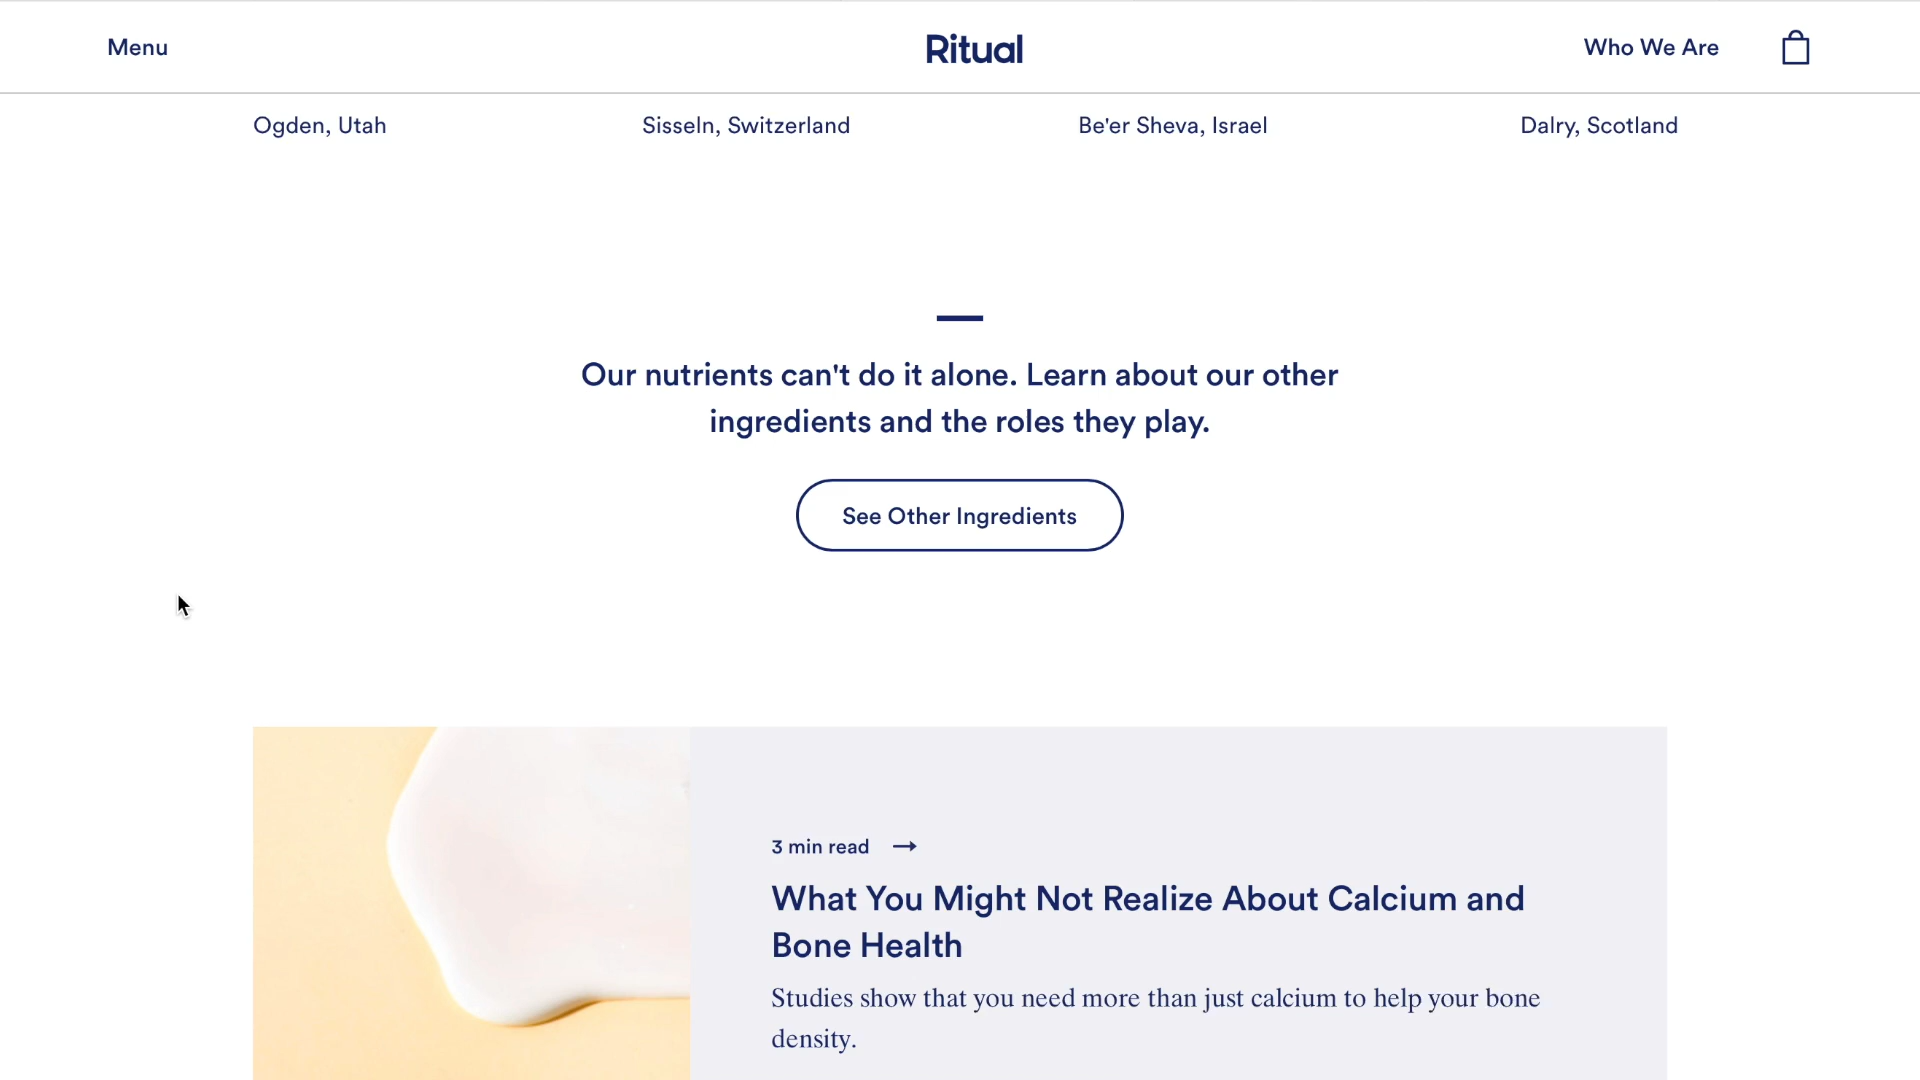 Menu
Ritual
Who We Are
Ogden, Utah
Sisseln, Switzerland
Be'er Sheva, Israel
Dalry, Scotland
Our nutrients can't do it alone. Learn about our other
ingredients and the roles they play.
See Other Ingredients
3 min read →
What You Might Not Realize About Calcium and
Bone Health
Studies show that you need more than just calcium to help your bone
density.